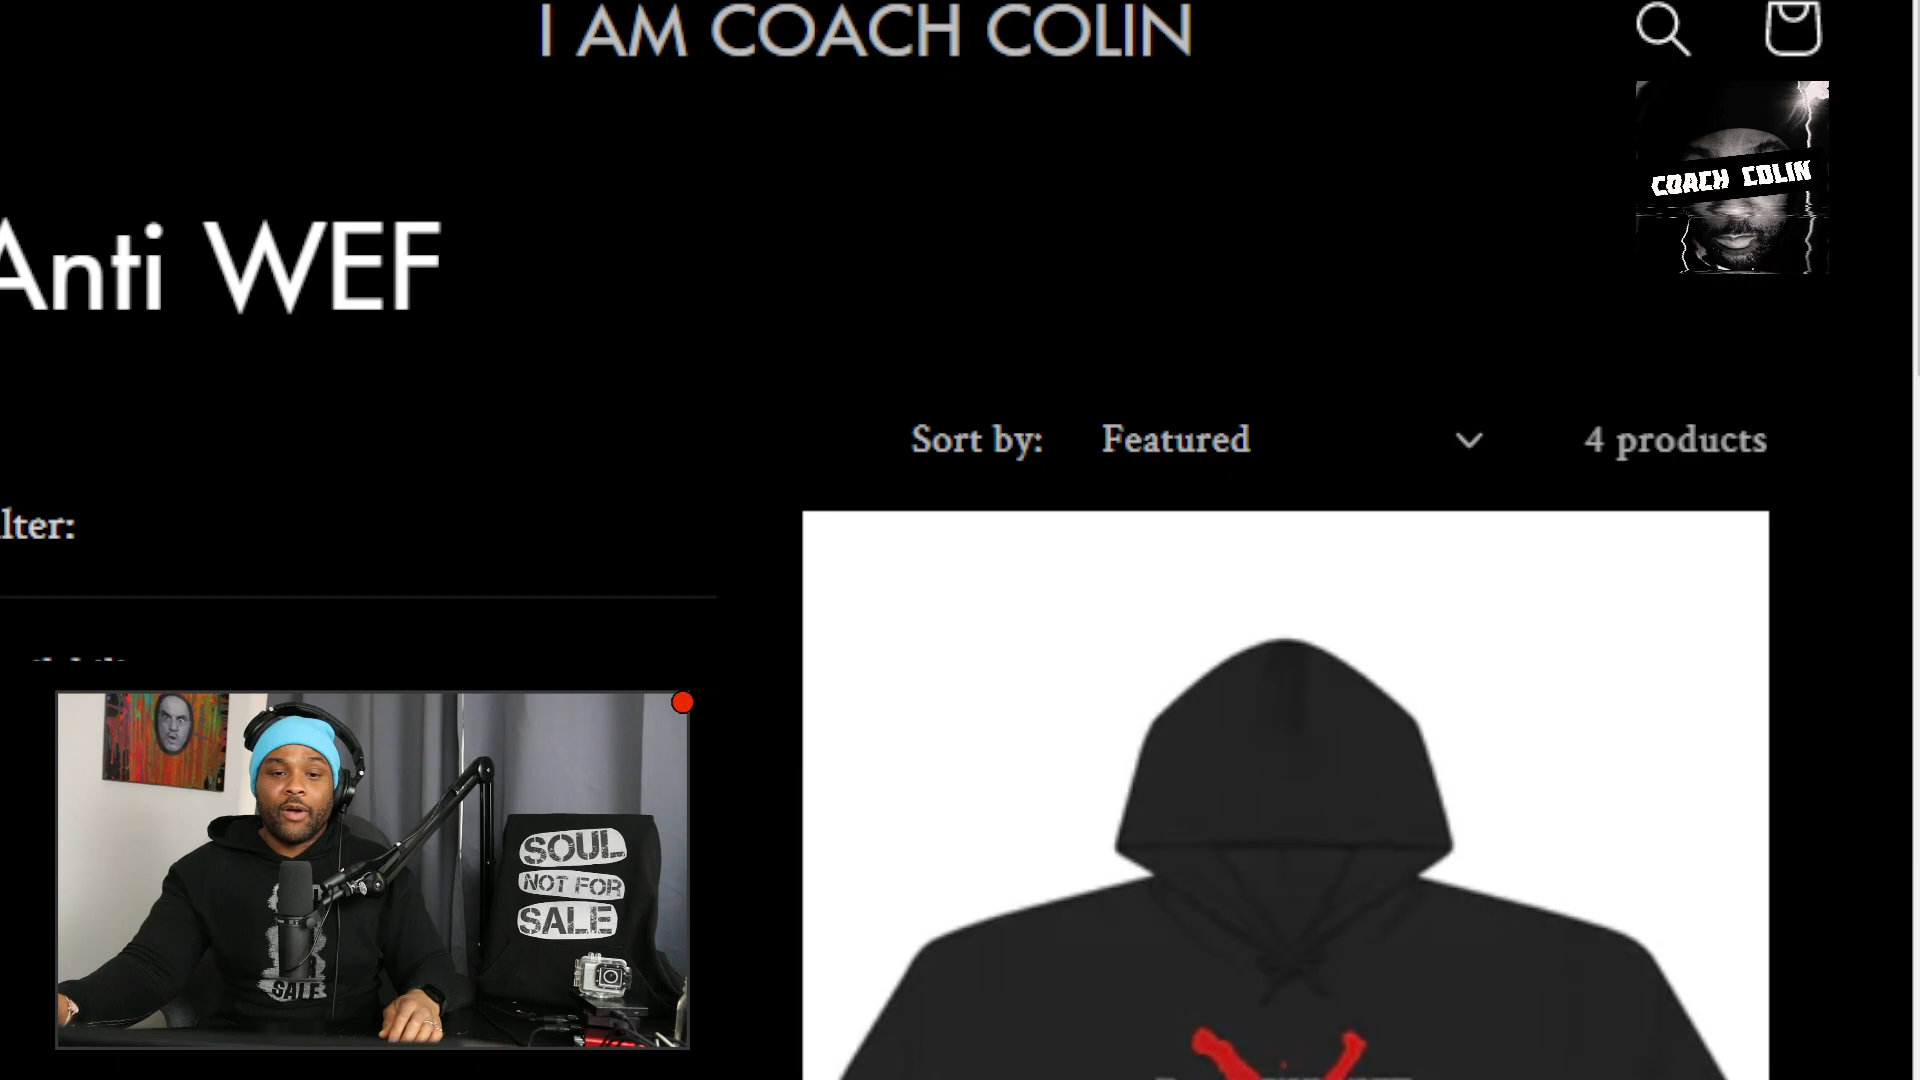 I AM COACH COLIN
COACH COLIN
Anti WEF
Sort by: Featured 4 products
lter:
SOUL
NOT FOR
SALE
SALE